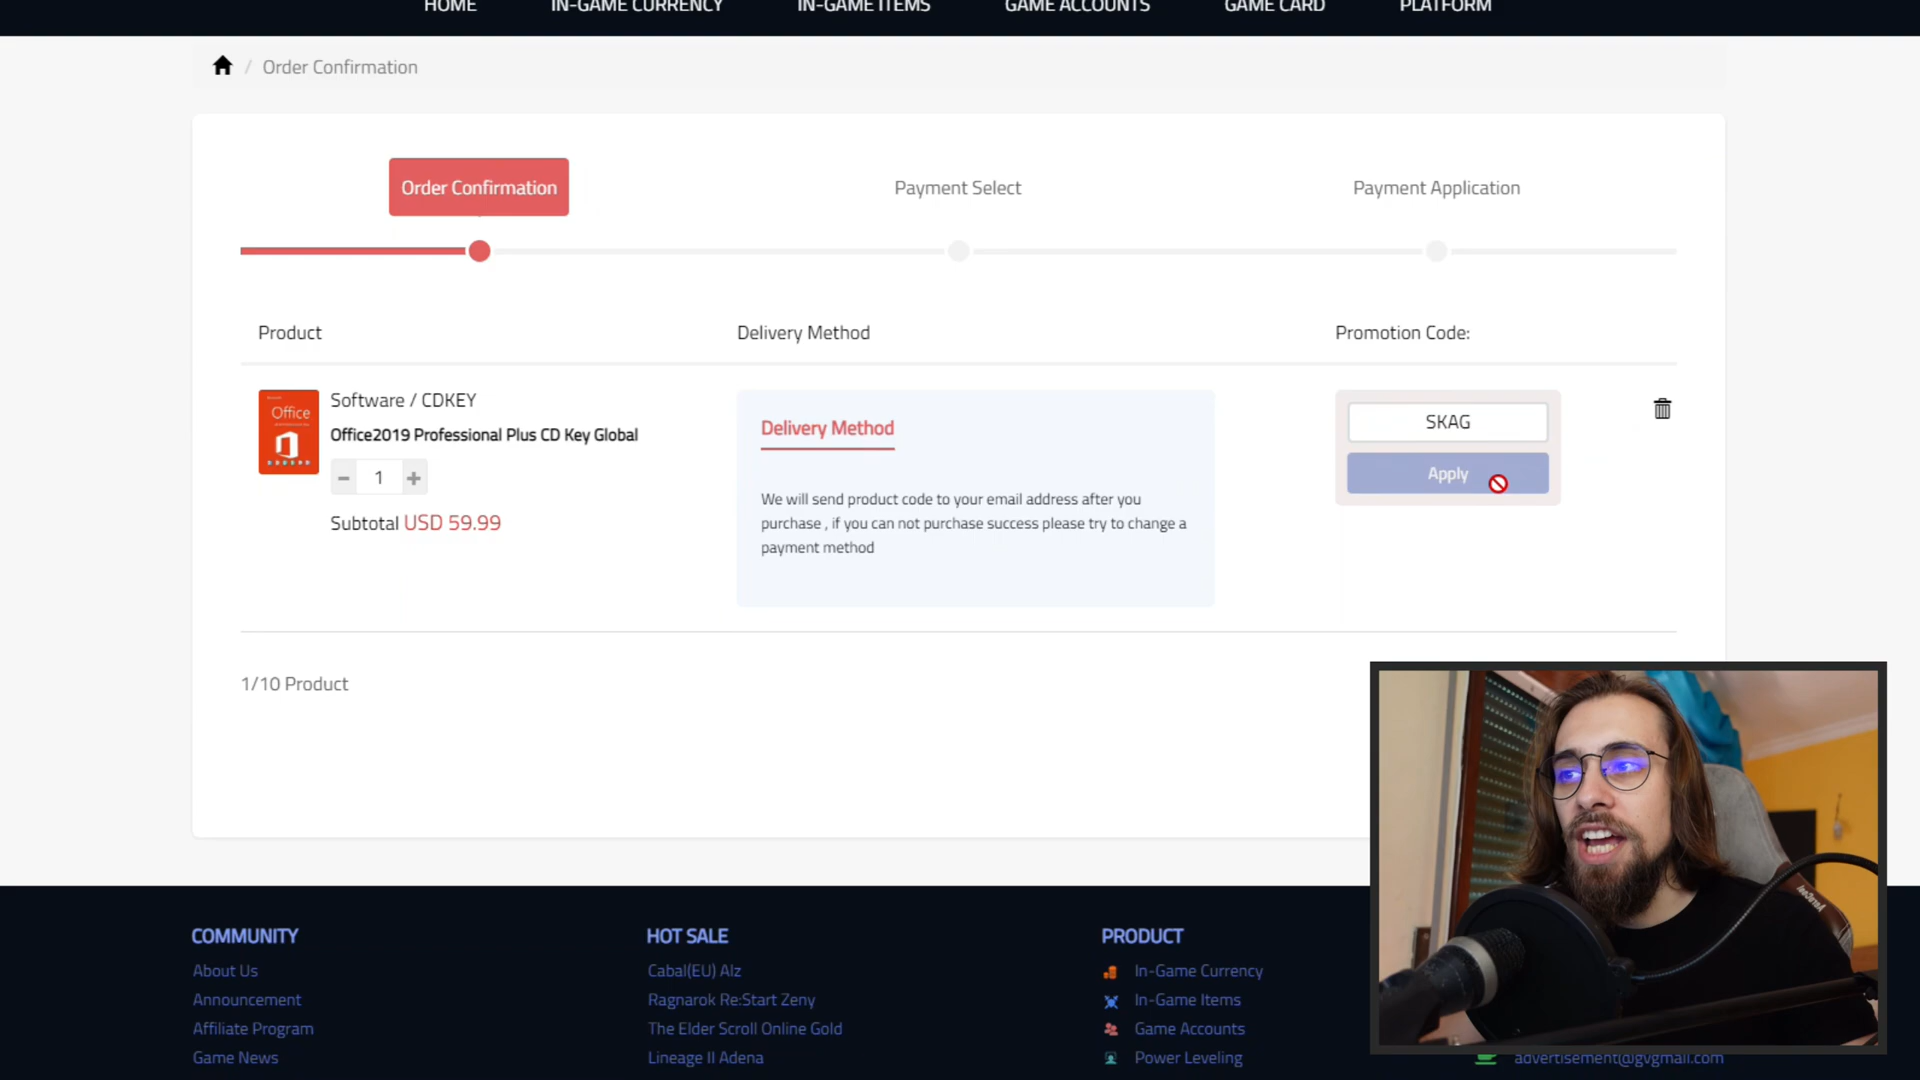 HOME IN-GAME CURRENCY IN-GAME ITEMS GAME ACCOUNTS GAME CARD PLATFORM
/ Order Confirmation
Order Confirmation
Payment Select
Payment Application
Product
Delivery Method
Promotion Code:
Office
Software / CDKEY
Office2019 Professional Plus CD Key Global
− 1 +
Subtotal USD 59.99
Delivery Method
We will send product code to your email address after you
purchase , if you can not purchase success please try to change a
payment method
SKAG
Apply
1/10 Product
COMMUNITY
About Us
Announcement
Affiliate Program
Game News
HOT SALE
Cabal(EU) Alz
Ragnarok Re:Start Zeny
The Elder Scroll Online Gold
Lineage II Adena
PRODUCT
In-Game Currency
In-Game Items
Game Accounts
Power Leveling
advertisement@gvgmall.com